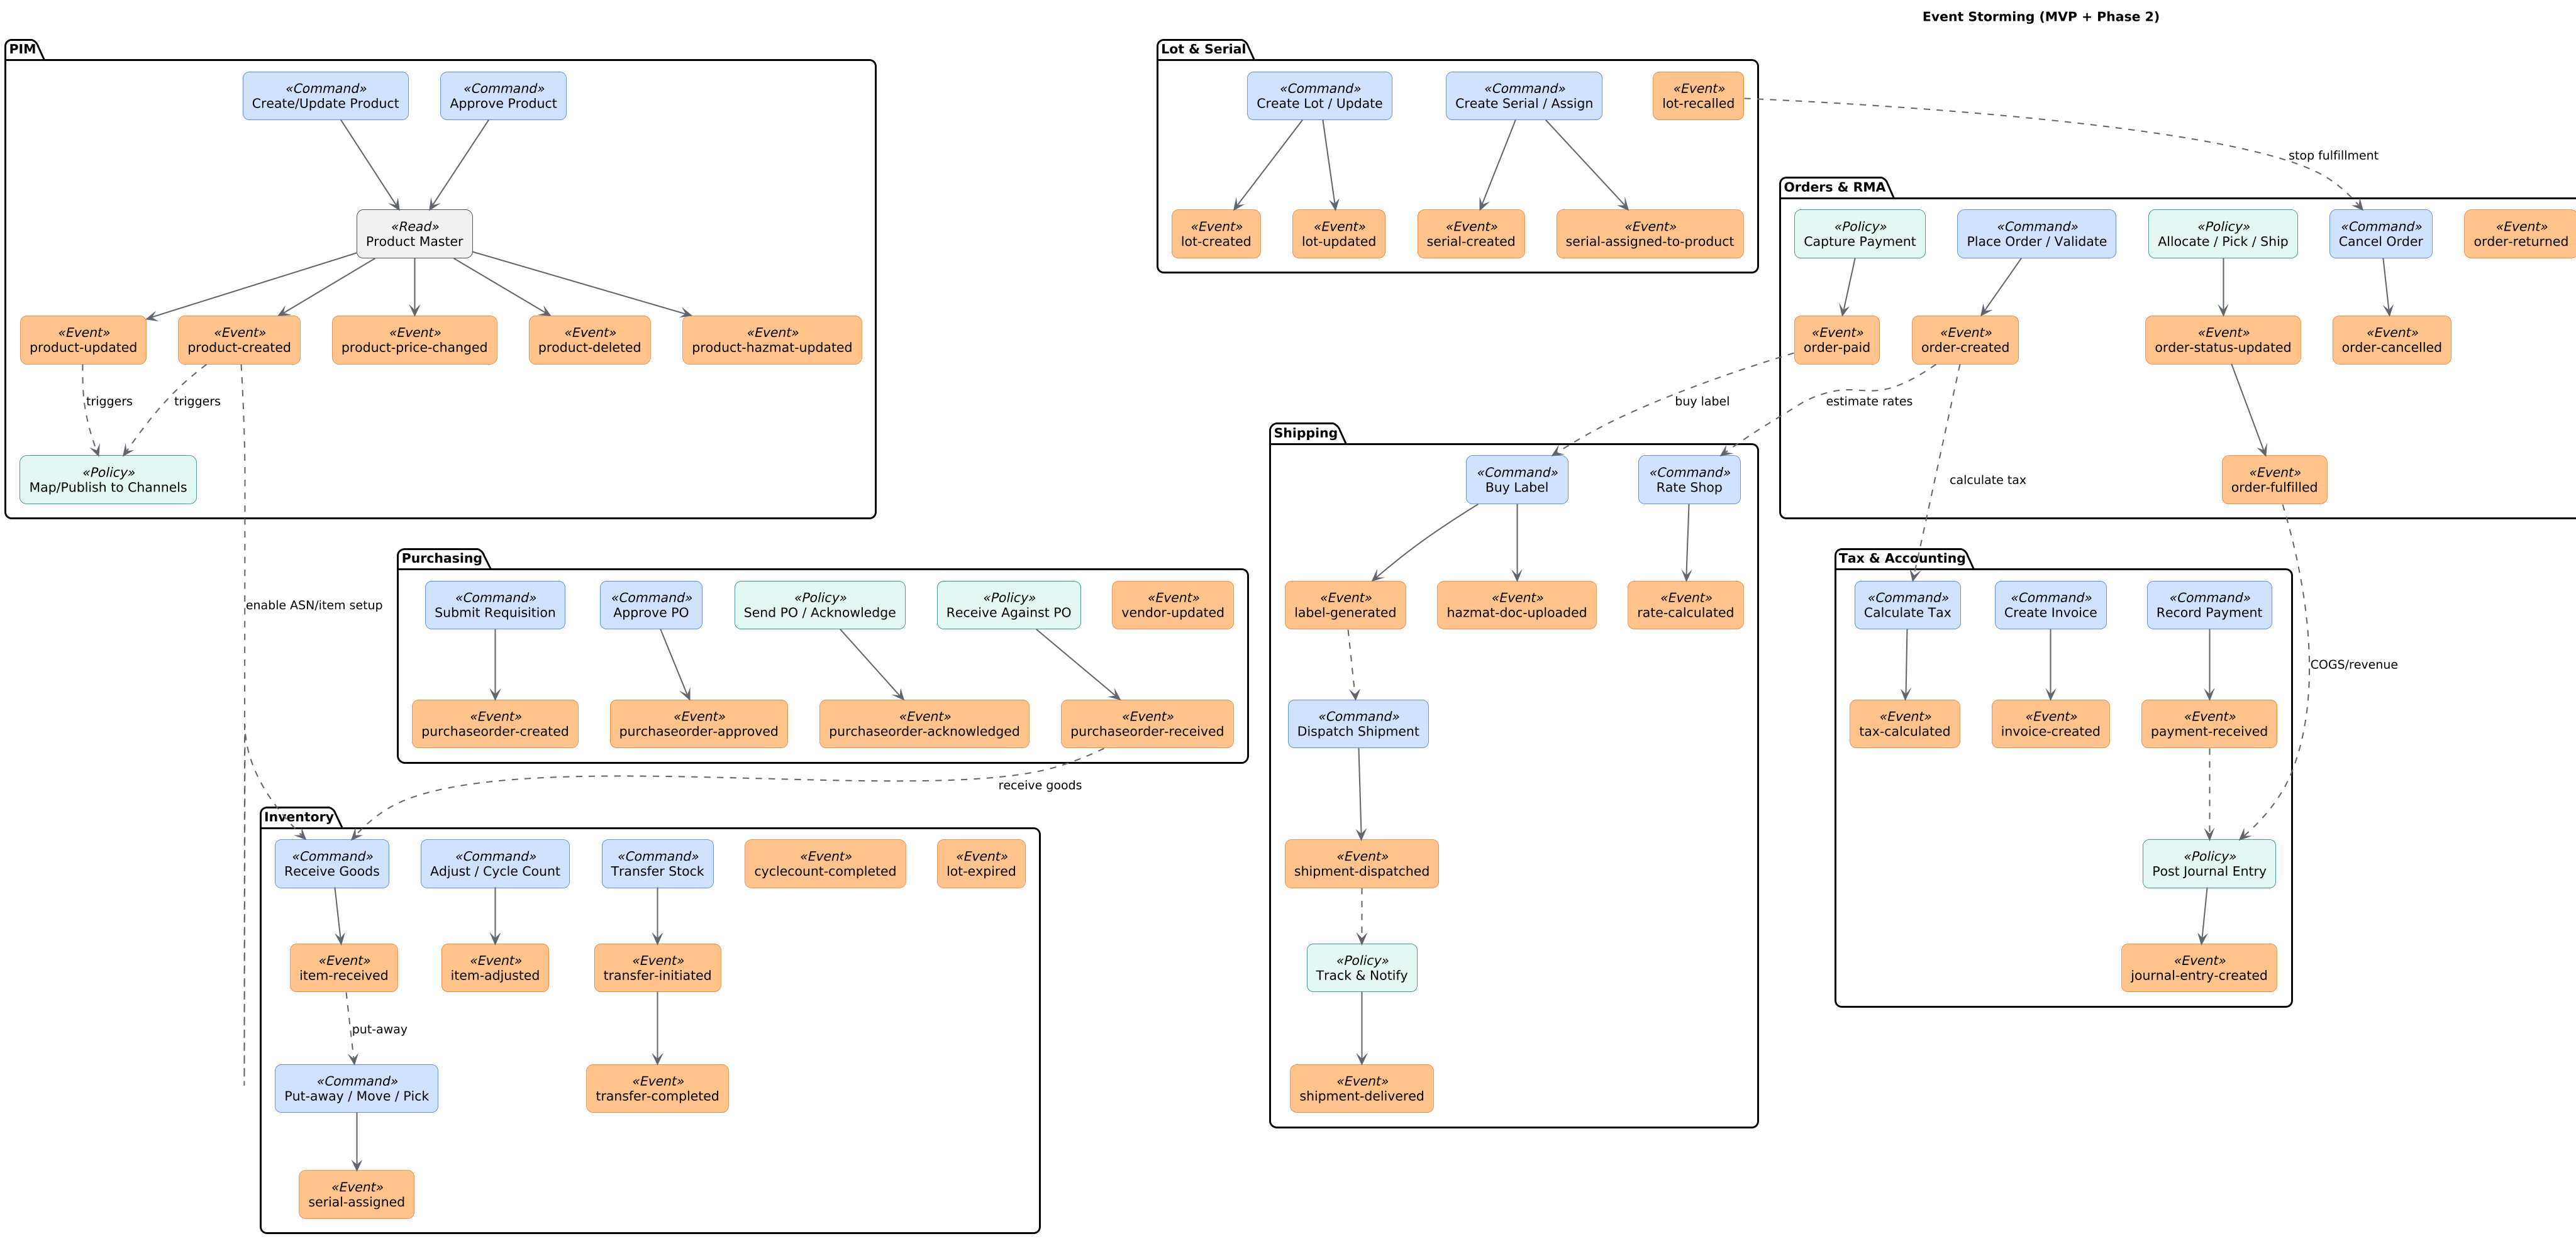 Event Storming (MVP + Phase 2)
PIM
«Command»
Create/Update Product
«Command»
Approve Product
«Read»
Product Master
«Event»
product-updated
«Event»
product-created
«Event»
product-price-changed
«Event»
product-deleted
«Event»
product-hazmat-updated
triggers
triggers
«Policy»
Map/Publish to Channels
enable ASN/item setup
Lot & Serial
«Command»
Create Lot / Update
«Command»
Create Serial / Assign
«Event»
lot-recalled
«Event»
lot-created
«Event»
lot-updated
«Event»
serial-created
«Event»
serial-assigned-to-product
stop fulfillment
Orders & RMA
«Policy»
Capture Payment
«Command»
Place Order / Validate
«Policy»
Allocate / Pick / Ship
«Command»
Cancel Order
«Event»
order-returned
«Event»
order-paid
«Event»
order-created
«Event»
order-status-updated
«Event»
order-cancelled
buy label
estimate rates
calculate tax
«Event»
order-fulfilled
Purchasing
«Command»
Submit Requisition
«Command»
Approve PO
«Policy»
Send PO / Acknowledge
«Policy»
Receive Against PO
«Event»
vendor-updated
«Event»
purchaseorder-created
«Event»
purchaseorder-approved
«Event»
purchaseorder-acknowledged
«Event»
purchaseorder-received
receive goods
Shipping
«Command»
Buy Label
«Command»
Rate Shop
«Event»
label-generated
«Event»
hazmat-doc-uploaded
«Event»
rate-calculated
«Command»
Dispatch Shipment
«Event»
shipment-dispatched
«Policy»
Track & Notify
«Event»
shipment-delivered
Tax & Accounting
«Command»
Calculate Tax
«Command»
Create Invoice
«Command»
Record Payment
COGS/revenue
«Event»
tax-calculated
«Event»
invoice-created
«Event»
payment-received
«Policy»
Post Journal Entry
«Event»
journal-entry-created
Inventory
«Command»
Receive Goods
«Command»
Adjust / Cycle Count
«Command»
Transfer Stock
«Event»
cyclecount-completed
«Event»
lot-expired
«Event»
item-received
«Event»
item-adjusted
«Event»
transfer-initiated
put-away
«Command»
Put-away / Move / Pick
«Event»
transfer-completed
«Event»
serial-assigned